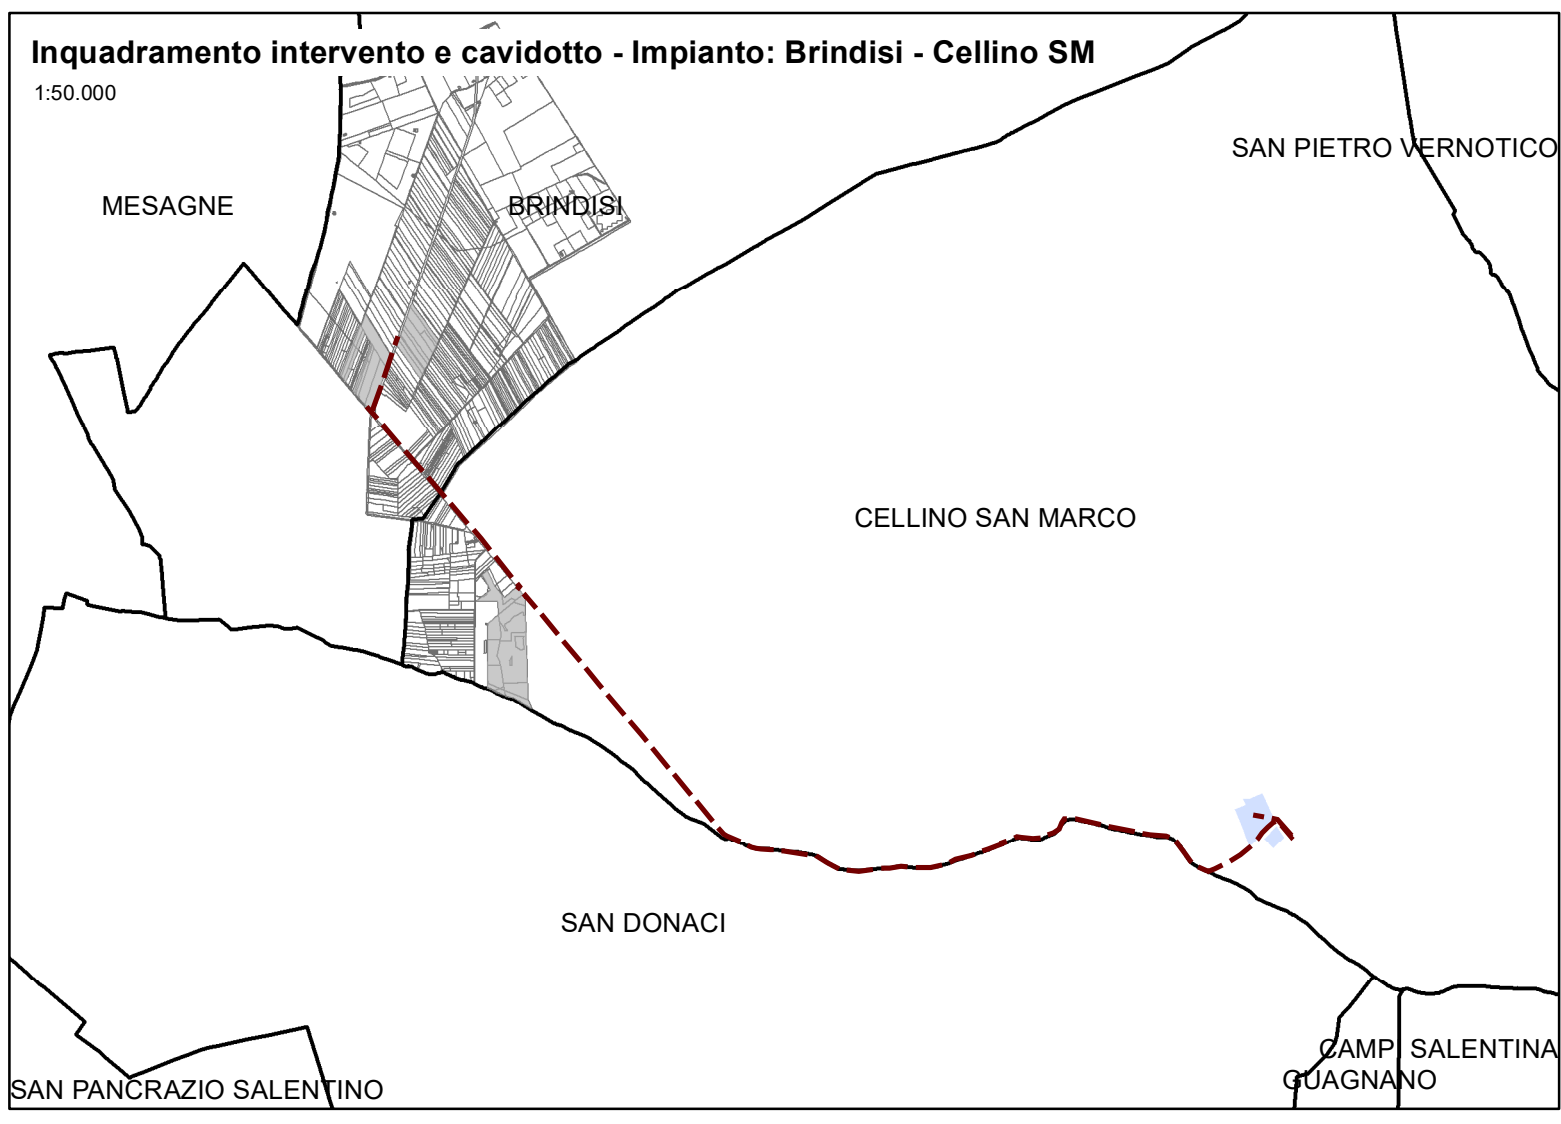 Inquadramento intervento e cavidotto - Impianto: Brindisi - Cellino SM
1:50.000
SAN PIETRO VERNOTICO
MESAGNE
BRINDISI
CELLINO SAN MARCO
SAN DONACI
CAMP SALENTINA
GUAGNANO
SAN PANCRAZIO SALENTINO